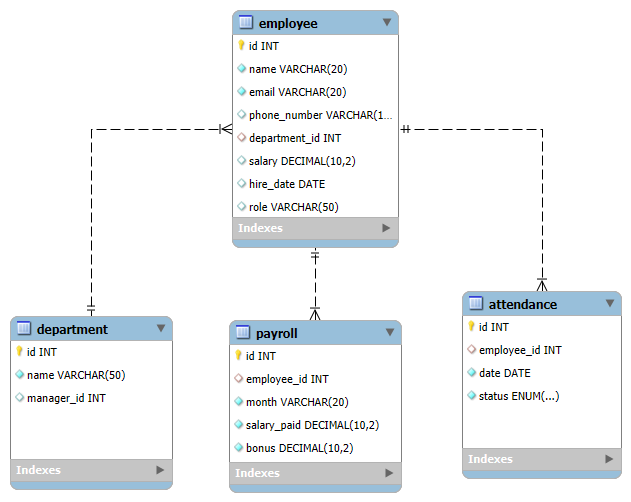 employee
id INT
name VARCHAR(20)
email VARCHAR(20)
phone_number VARCHAR(1...
department_id INT
salary DECIMAL(10,2)
hire_date DATE
role VARCHAR(50)
Indexes
department
id INT
name VARCHAR(50)
manager_id INT
Indexes
payroll
id INT
employee_id INT
month VARCHAR(20)
salary_paid DECIMAL(10,2)
bonus DECIMAL(10,2)
Indexes
attendance
id INT
employee_id INT
date DATE
status ENUM(...)
Indexes